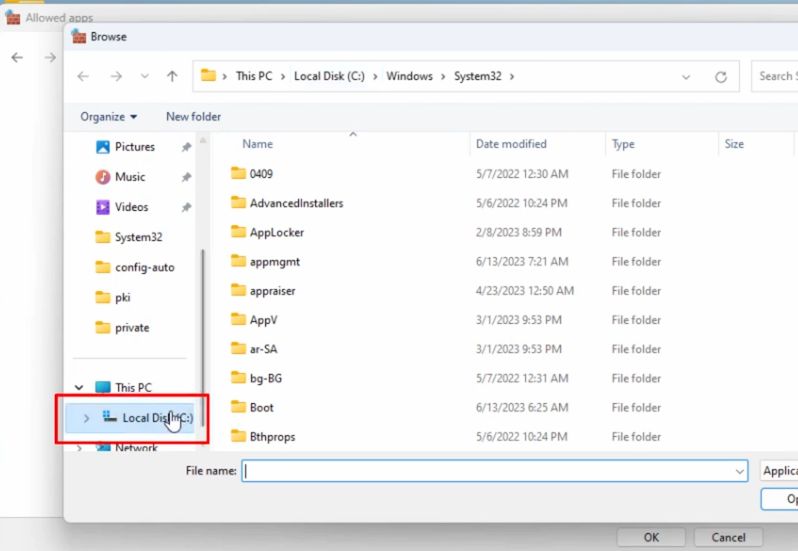 Allowed apps
Browse
This PC > Local Disk (C:) > Windows > System32 >
Search S
Organize
New folder
Name Date modified Type Size
Pictures
Music
Videos
System32
config-auto
pki
private
This PC
Local Disk (C:)
Network
0409 5/7/2022 12:30 AM File folder
AdvancedInstallers 5/6/2022 10:24 PM File folder
AppLocker 2/8/2023 8:59 PM File folder
appmgmt 6/13/2023 7:21 AM File folder
appraiser 4/23/2023 12:50 AM File folder
AppV 3/1/2023 9:53 PM File folder
ar-SA 3/1/2023 9:53 PM File folder
bg-BG 5/7/2022 12:31 AM File folder
Boot 6/13/2023 6:25 AM File folder
Bthprops 5/6/2022 10:24 PM File folder
File name:
Applica
Op
OK
Cancel